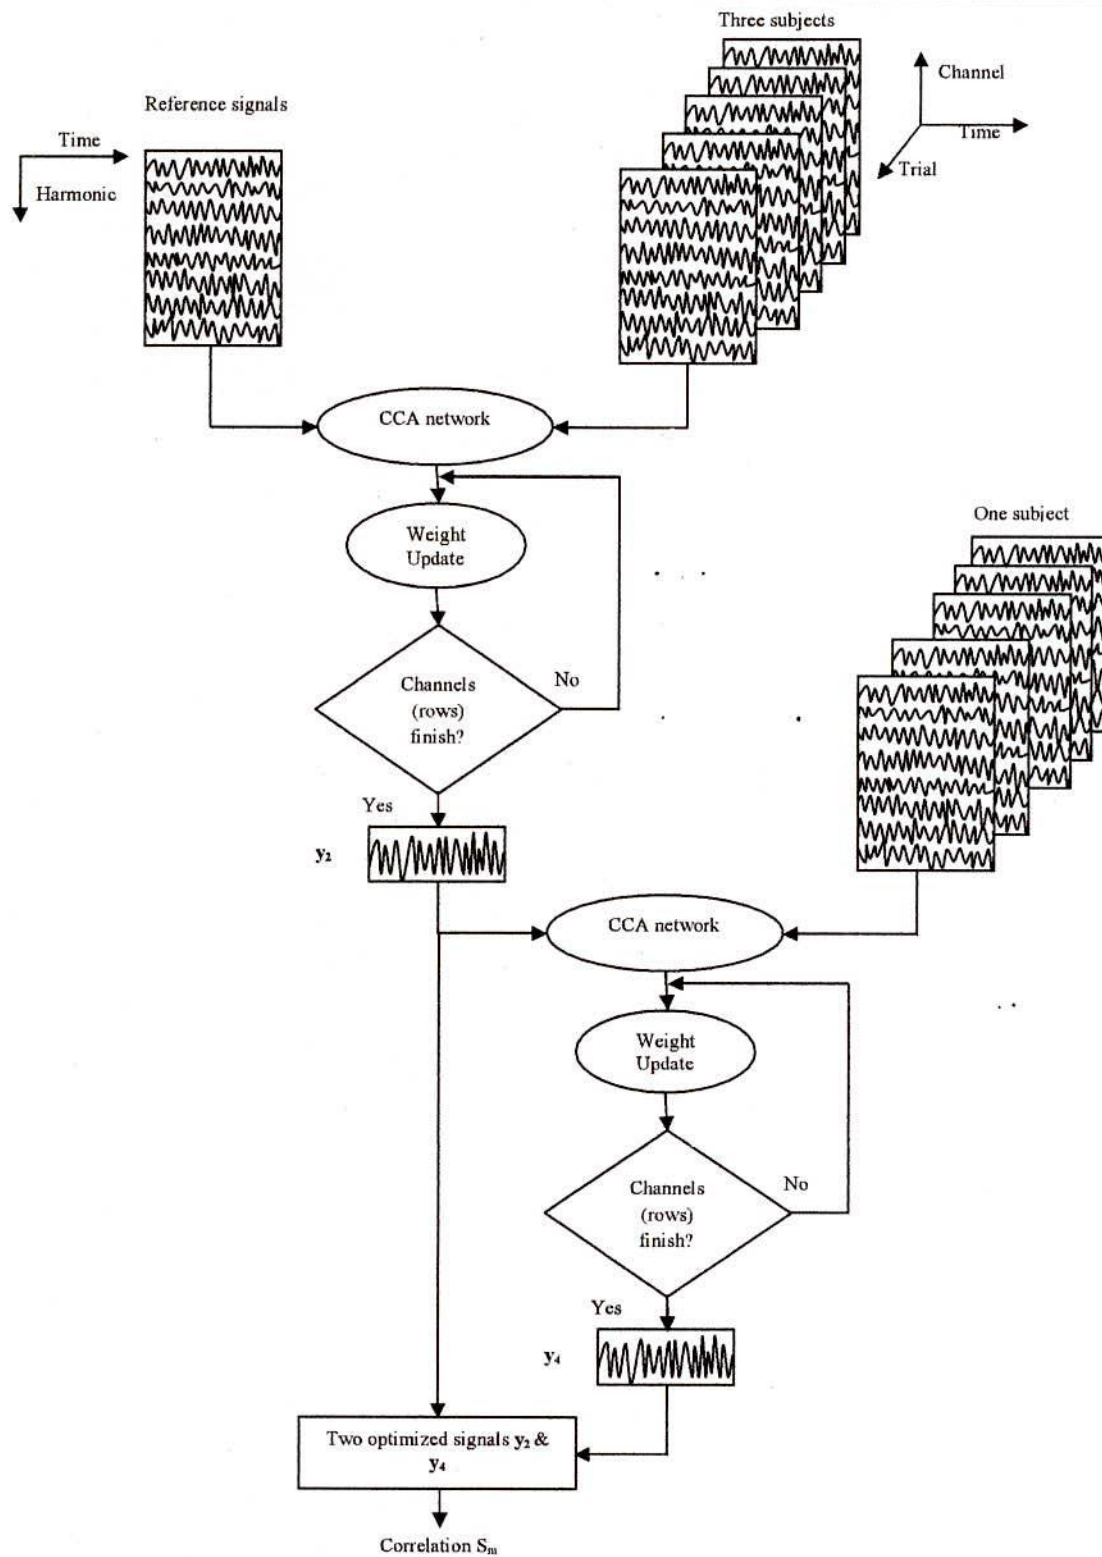 Three subjects
Channel
Time
Trial
Reference signals
Time
Harmonic
CCA network
Weight
Update
One subject
Channels
(rows)
finish?
No
Yes
y₂
CCA network
Weight
Update
Channels
(rows)
finish?
No
Yes
y₄
Two optimized signals y₂ &
y₄
Correlation Sₘ